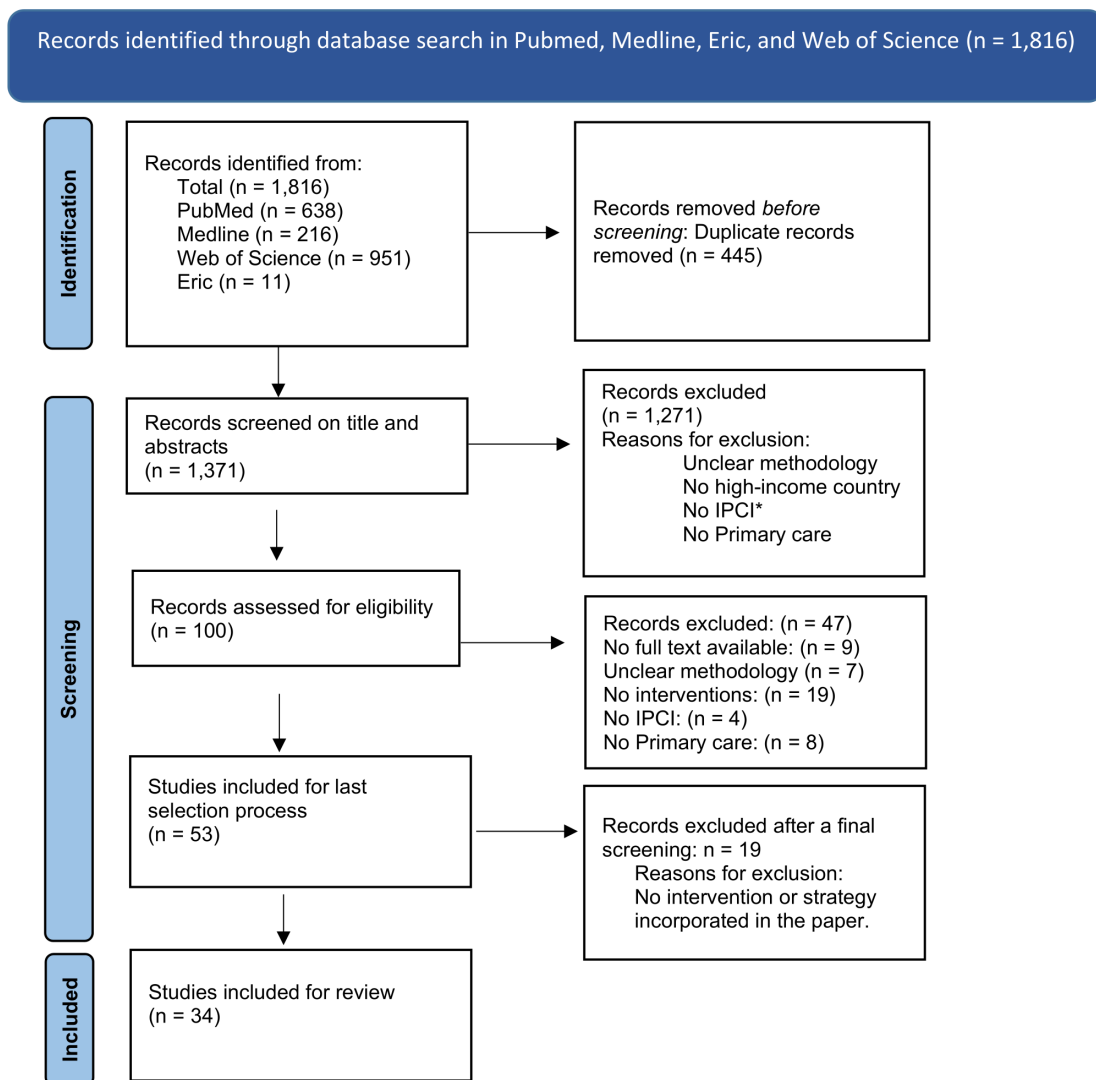 Records identified through database search in Pubmed, Medline, Eric, and Web of Science (n = 1,816)
Identification
Records identified from:
Total (n = 1,816)
PubMed (n = 638)
Medline (n = 216)
Web of Science (n = 951)
Eric (n = 11)
Records removed before
screening: Duplicate records
removed (n = 445)
Screening
Records screened on title and
abstracts
(n = 1,371)
Records excluded
(n = 1,271)
Reasons for exclusion:
Unclear methodology
No high-income country
No IPCI*
No Primary care
Records assessed for eligibility
(n = 100)
Records excluded: (n = 47)
No full text available: (n = 9)
Unclear methodology (n = 7)
No interventions: (n = 19)
No IPCI: (n = 4)
No Primary care: (n = 8)
Studies included for last
selection process
(n = 53)
Records excluded after a final
screening: n = 19
Reasons for exclusion:
No intervention or strategy
incorporated in the paper.
Included
Studies included for review
(n = 34)